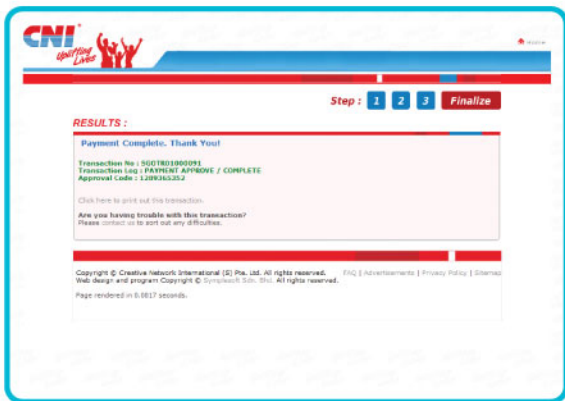 CNI
Uplifting
Lives
Home
Step : 1 2 3 Finalize
RESULTS :
Payment Complete. Thank You!
Transaction No : SGOTR01000091
Transaction Log : PAYMENT APPROVE / COMPLETE
Approval Code : 1209365352
Click here to print out this transaction.
Are you having trouble with this transaction?
Please contact us to sort out any difficulties.
Copyright © Creative Network International (S) Pte. Ltd. All rights reserved. FAQ | Advertisements | Privacy Policy | Sitemap
Web design and program Copyright © Symplesoft Sdn. Bhd. All rights reserved.
Page rendered in 0.0817 seconds.